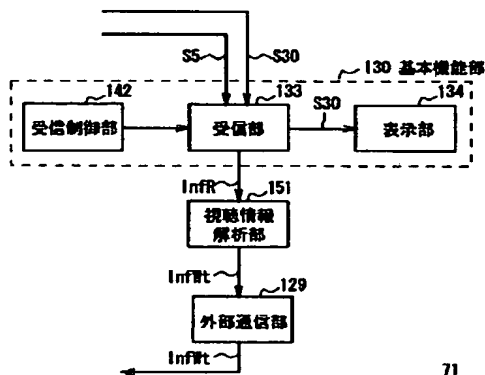 S5
S30
130 基本機能部
142
133
134
受信制御部
受信部
S30
表示部
InfR
151
視聴情報
解析部
InfWt
129
外部通信部
InfWt
71